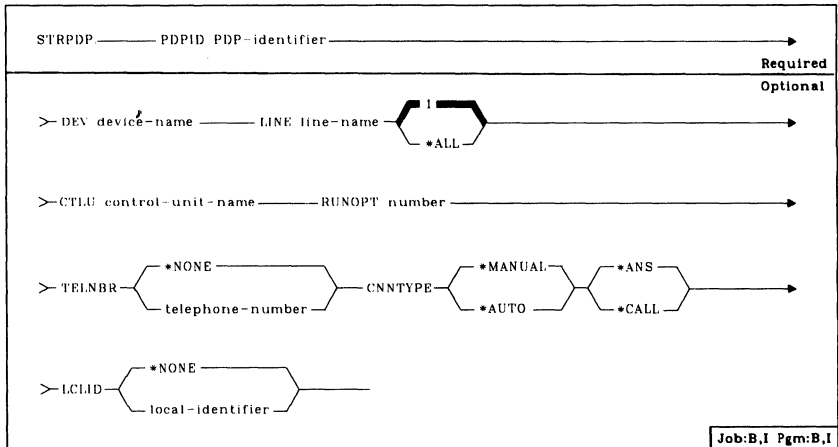 STRPDP PDPID PDP-identifier
Required
Optional
DEV device-name LINE line-name 1
*ALL
CTLU control-unit-name RUNOPT number
*NONE *MANUAL *ANS
TELNBR CNNTYPE
telephone-number *AUTO *CALL
*NONE
LCLID
local-identifier
Job:B,I Pgm:B,I